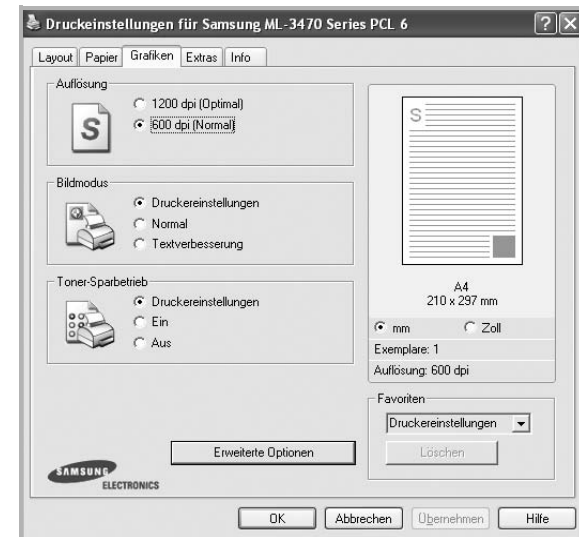 Druckeinstellungen für Samsung ML-3470 Series PCL 6
Layout Papier Grafiken Extras Info
Auflösung
S
1200 dpi (Optimal)
600 dpi (Normal)
Bildmodus
Druckereinstellungen
Normal
Textverbesserung
Toner-Sparbetrieb
Druckereinstellungen
Ein
Aus
Erweiterte Optionen
SAMSUNG
ELECTRONICS
S
A4
210 x 297 mm
mm Zoll
Exemplare: 1
Auflösung: 600 dpi
Favoriten
Druckereinstellungen
Löschen
OK Abbrechen Übernehmen Hilfe